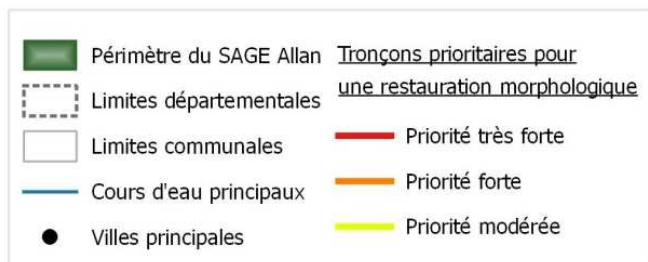 Périmètre du SAGE Allan
Limites départementales
Limites communales
Cours d'eau principaux
Villes principales
Tronçons prioritaires pour
une restauration morphologique
Priorité très forte
Priorité forte
Priorité modérée